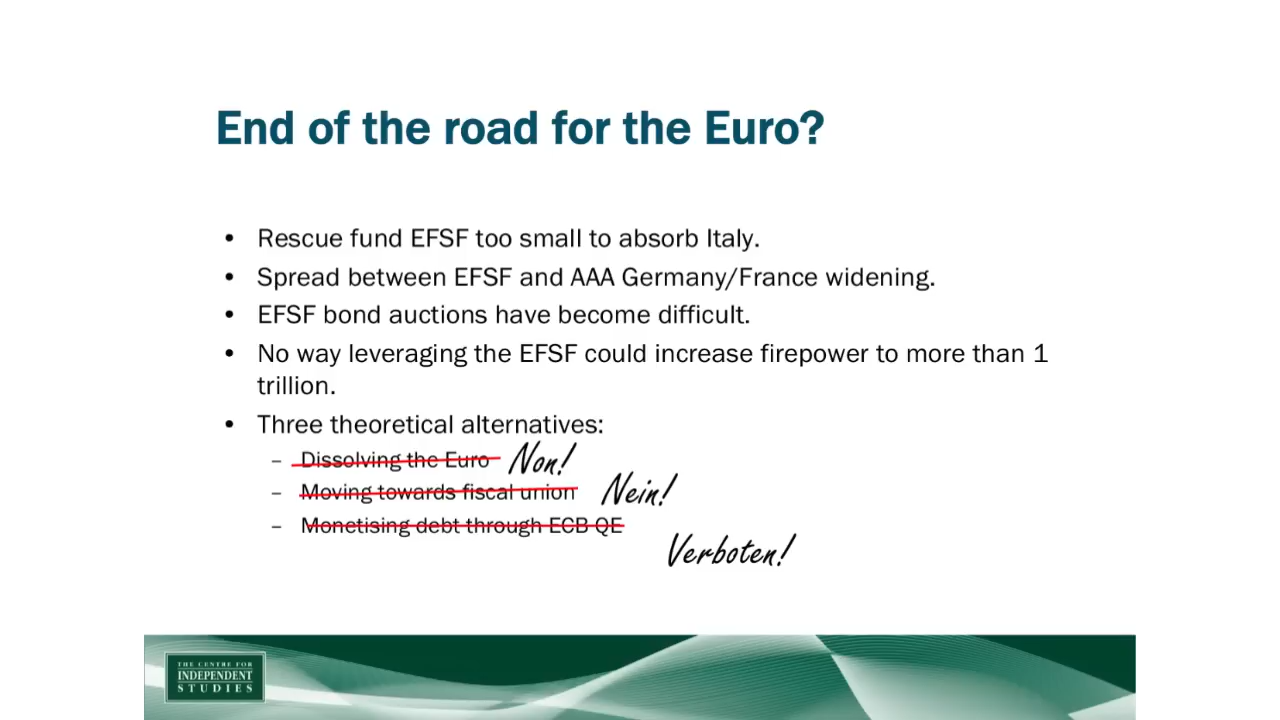 End of the road for the Euro?
• Rescue fund EFSF too small to absorb Italy.
• Spread between EFSF and AAA Germany/France widening.
• EFSF bond auctions have become difficult.
• No way leveraging the EFSF could increase firepower to more than 1
trillion.
• Three theoretical alternatives:
– Dissolving the Euro Non!
– Moving towards fiscal union Nein!
– Monetising debt through ECB QE
Verboten!
THE CENTRE FOR
INDEPENDENT
STUDIES